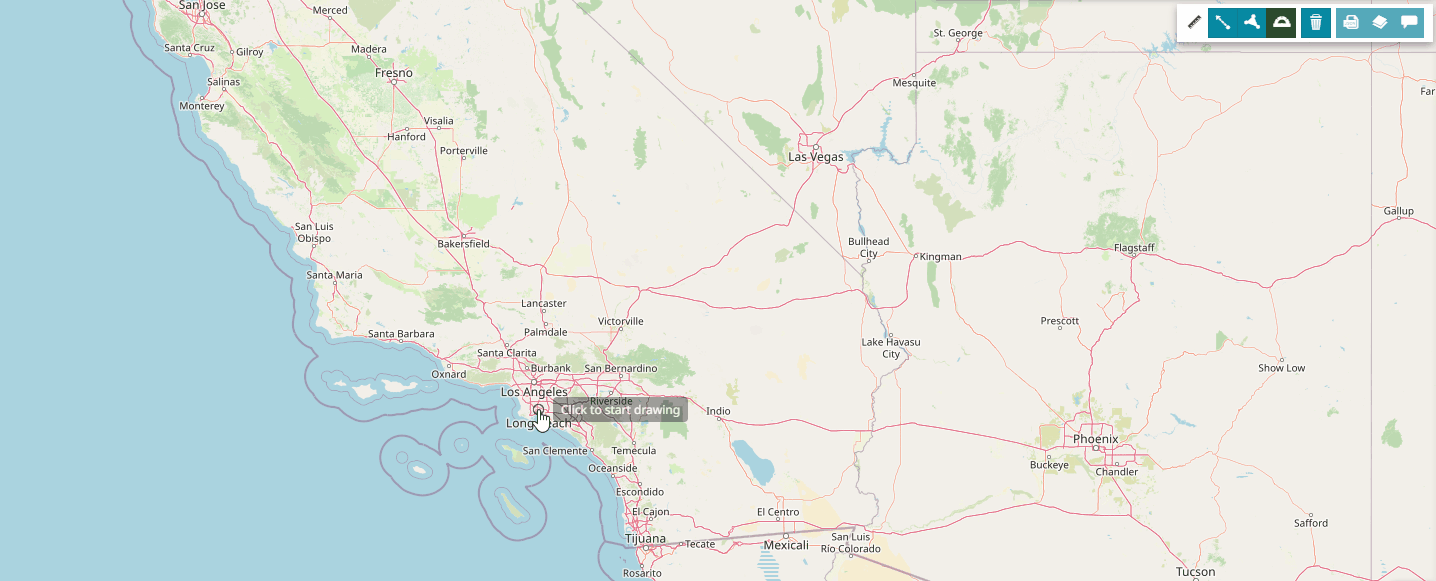 San Jose
Merced
St. George
Santa Cruz
Gilroy
Madera
Fresno
Mesquite
Salinas
Monterey
Visalia
Hanford
Porterville
Las Vegas
Gallup
San Luis
Obispo
Bakersfield
Bullhead
City
Kingman
Flagstaff
Santa Maria
Lancaster
Palmdale
Victorville
Prescott
Santa Barbara
Lake Havasu
City
Santa Clarita
Oxnard
Burbank
San Bernardino
Show Low
Los Angeles
Riverside
Click to start drawing
Indio
Long Beach
Phoenix
San Clemente
Temecula
Buckeye
Chandler
Oceanside
Escondido
El Cajon
El Centro
Safford
Tijuana
Tecate
Mexicali
San Luis
Río Colorado
Rosarito
Tucson